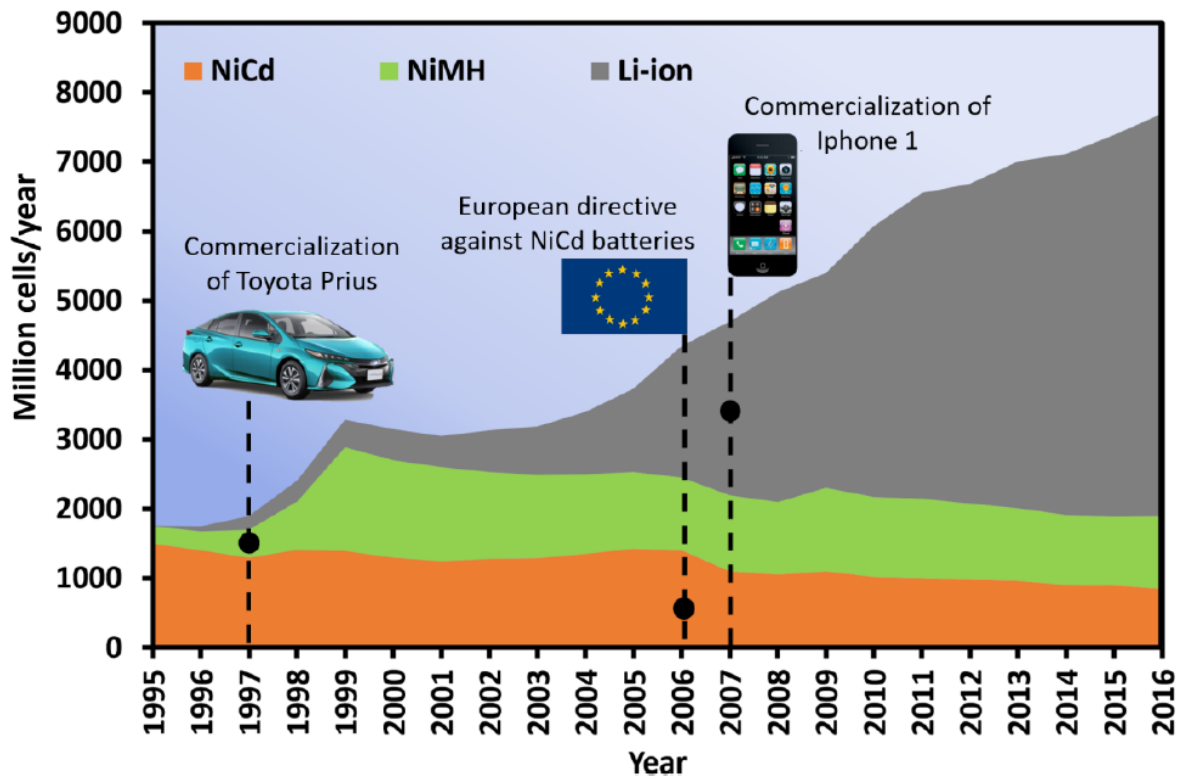 9000
8000
7000
6000
5000
4000
3000
2000
1000
0
Million cells/year
NiCd
NiMH
Li-ion
Commercialization
of Toyota Prius
European directive
against NiCd batteries
Commercialization of
Iphone 1
1995
1996
1997
1998
1999
2000
2001
2002
2003
2004
2005
2006
2007
2008
2009
2010
2011
2012
2013
2014
2015
2016
Year